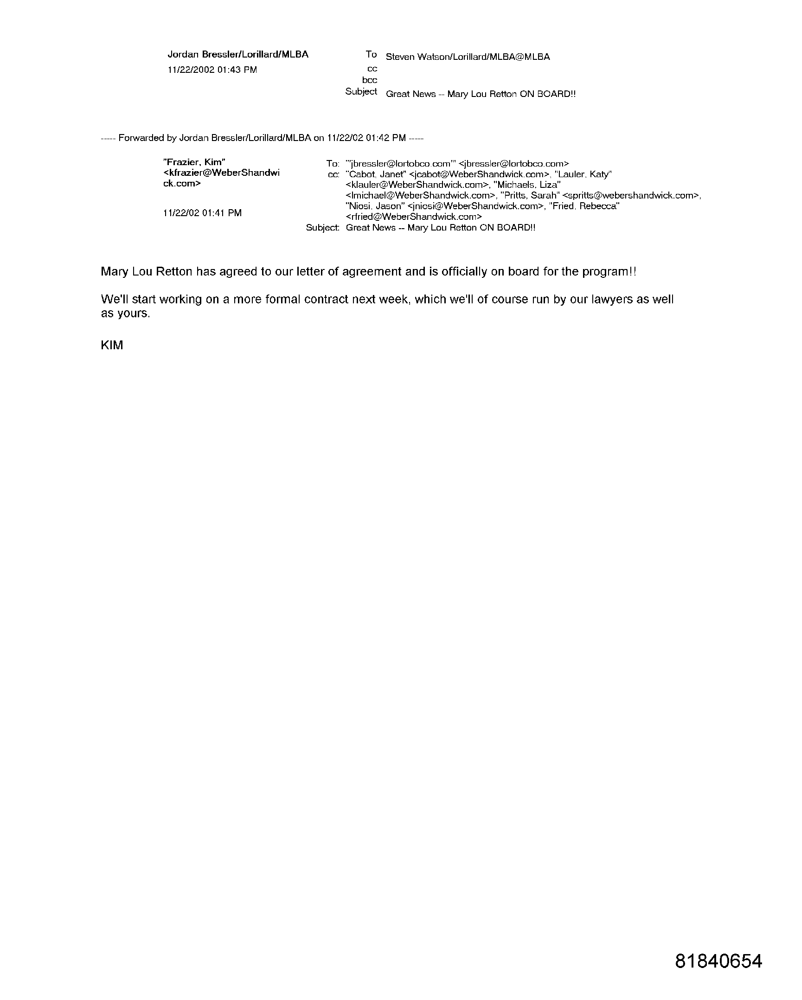 Jordan Bressler/Lorillard/MLBA To Steven Watson/Lorillard/MLBA@MLBA
11/22/2002 01:43 PM cc
bcc
Subject Great News -- Mary Lou Retton ON BOARD!!
----- Forwarded by Jordan Bressler/Lorillard/MLBA on 11/22/02 01:42 PM -----
"Frazier, Kim" To: "'jbressler@lortobco.com'" <jbressler@lortobco.com>
<kfrazier@WeberShandwi cc: "Cabot, Janet" <jcabot@WeberShandwick.com>, "Lauler, Katy"
ck.com> <klauler@WeberShandwick.com>, "Michaels, Liza"
<lmichael@WeberShandwick.com>, "Pritts, Sarah" <spritts@webershandwick.com>,
"Niosi, Jason" <jniosi@WeberShandwick.com>, "Fried, Rebecca"
11/22/02 01:41 PM <rfried@WeberShandwick.com>
Subject: Great News -- Mary Lou Retton ON BOARD!!
Mary Lou Retton has agreed to our letter of agreement and is officially on board for the program!!
We'll start working on a more formal contract next week, which we'll of course run by our lawyers as well
as yours.
KIM
81840654